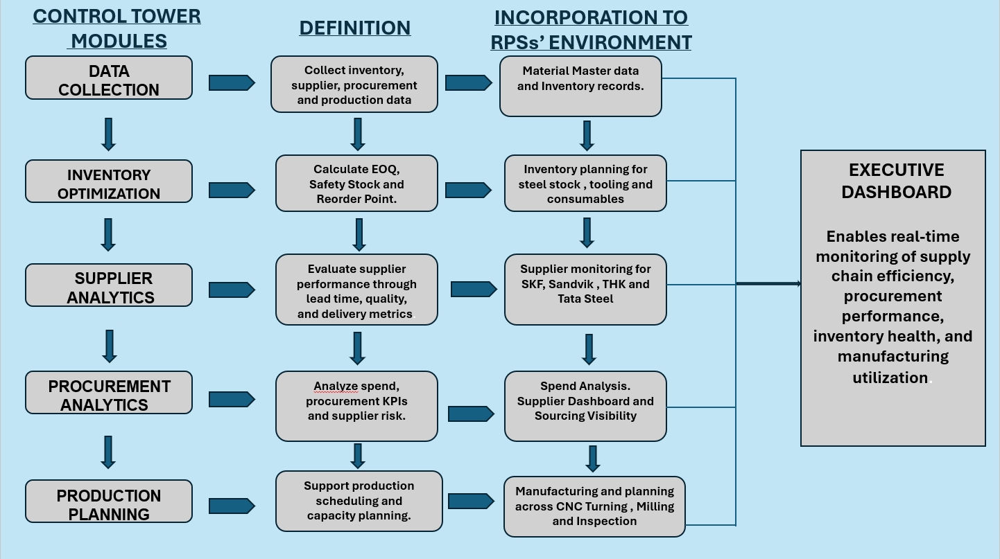 CONTROL TOWER
MODULES
DEFINITION
INCORPORATION TO
RPSs’ ENVIRONMENT
DATA
COLLECTION
Collect inventory,
supplier, procurement
and production data
Material Master data
and Inventory records.
INVENTORY
OPTIMIZATION
Calculate EOQ,
Safety Stock and
Reorder Point.
Inventory planning for
steel stock , tooling and
consumables
SUPPLIER
ANALYTICS
Evaluate supplier
performance through
lead time, quality,
and delivery metrics.
Supplier monitoring for
SKF, Sandvik , THK and
Tata Steel
PROCUREMENT
ANALYTICS
Analyze spend,
procurement KPIs
and supplier risk.
Spend Analysis.
Supplier Dashboard and
Sourcing Visibility
PRODUCTION
PLANNING
Support production
scheduling and
capacity planning.
Manufacturing and planning
across CNC Turning , Milling
and Inspection
EXECUTIVE
DASHBOARD
Enables real-time
monitoring of supply
chain efficiency,
procurement
performance,
inventory health, and
manufacturing
utilization.